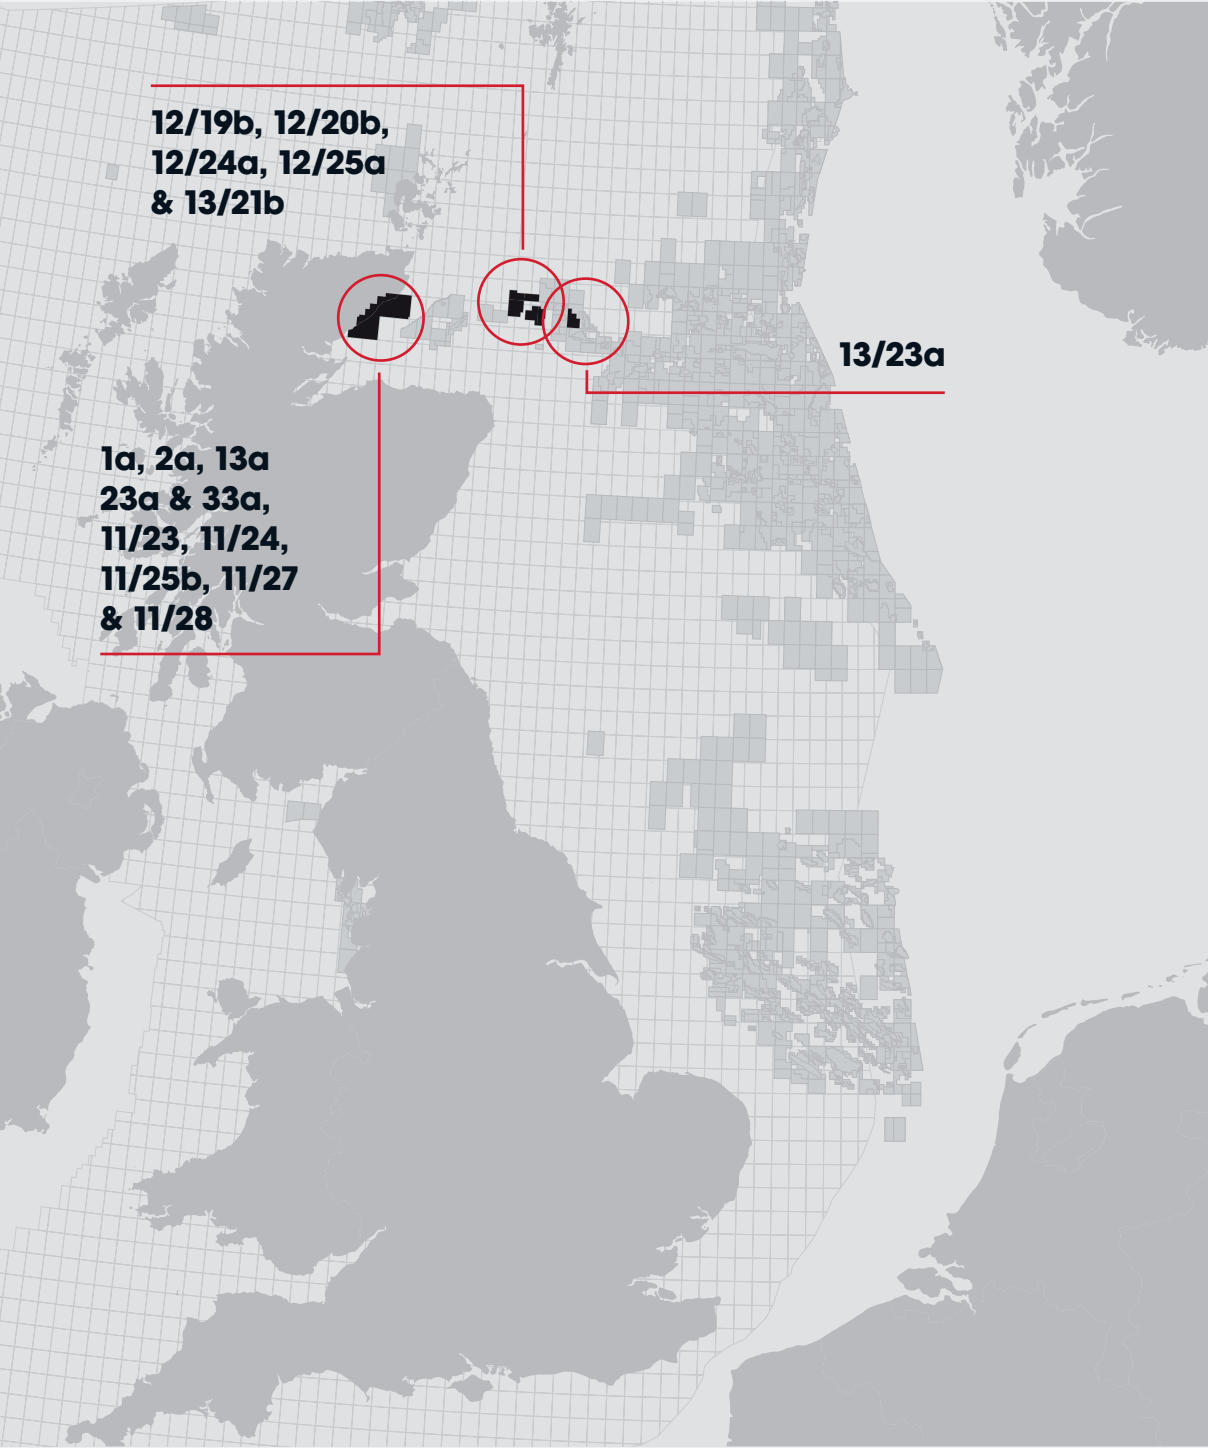 12/19b, 12/20b,
12/24a, 12/25a
& 13/21b
13/23a
1a, 2a, 13a
23a & 33a,
11/23, 11/24,
11/25b, 11/27
& 11/28